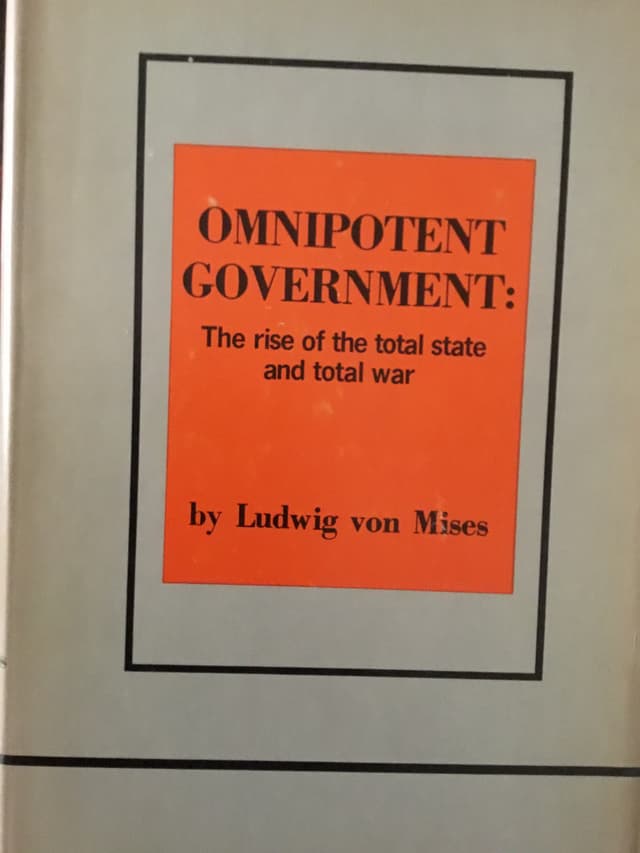 OMNIPOTENT
GOVERNMENT:
The rise of the total state
and total war
by Ludwig von Mises